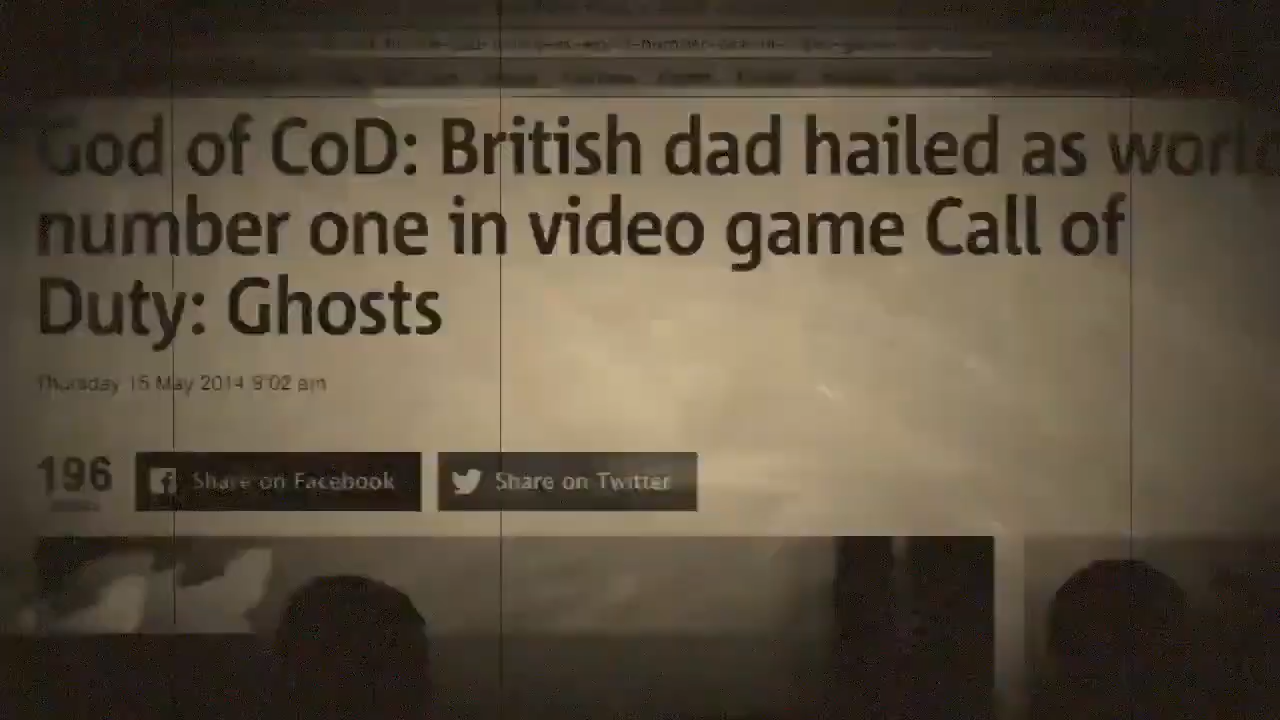 God of CoD: British dad hailed as world
number one in video game Call of
Duty: Ghosts
Thursday 15 May 2014 9:02 am
196
Share on Facebook
Share on Twitter